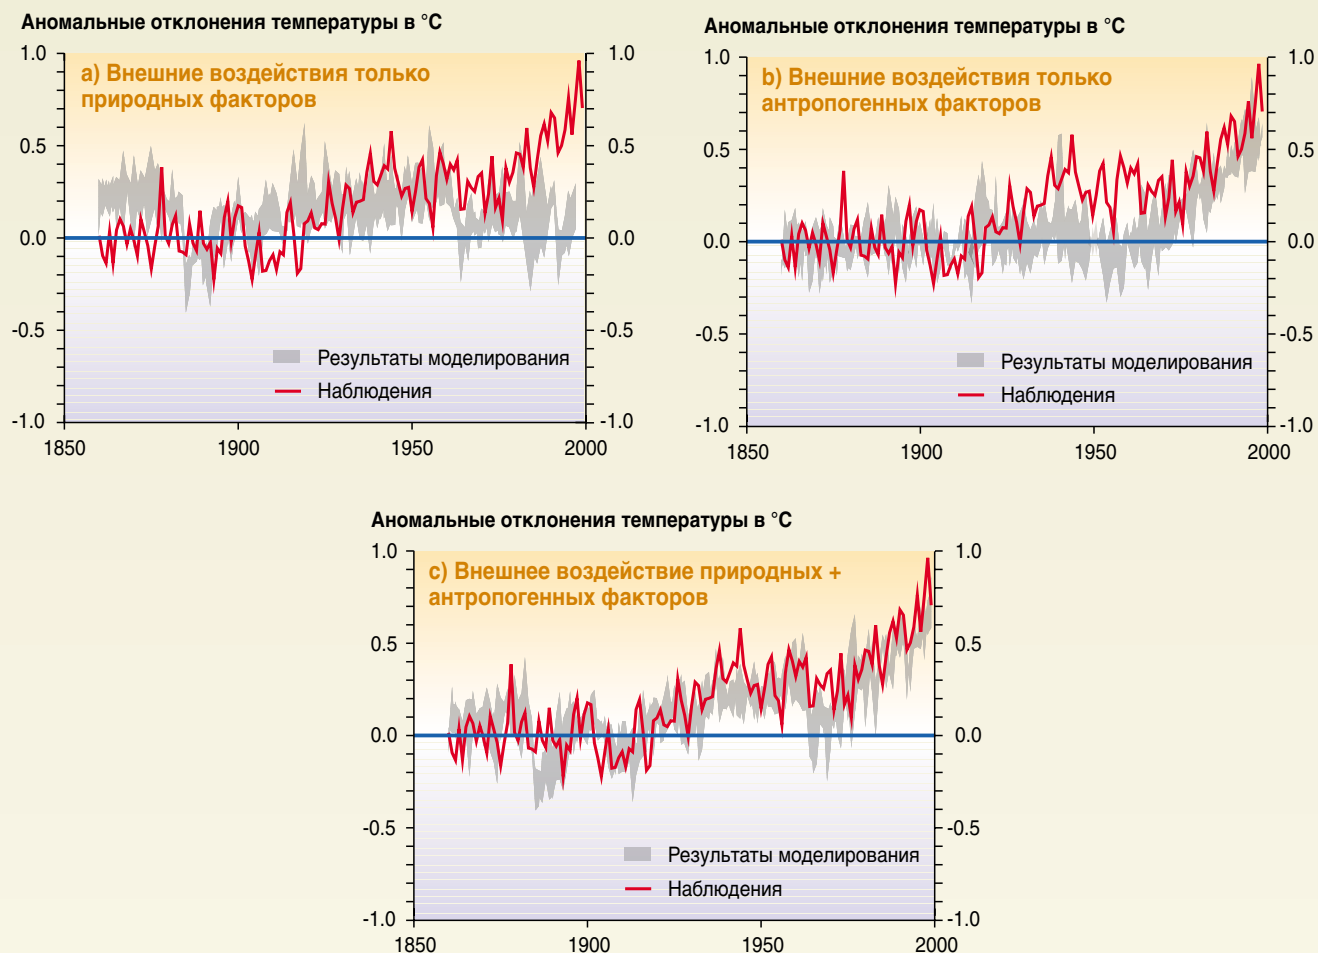 Аномальные отклонения температуры в °C
1.0 1.0
а) Внешние воздействия только
природных факторов
0.5 0.5
0.0 0.0
-0.5 -0.5
Результаты моделирования
Наблюдения
-1.0 -1.0
1850 1900 1950 2000
Аномальные отклонения температуры в °C
1.0 1.0
b) Внешние воздействия только
антропогенных факторов
0.5 0.5
0.0 0.0
-0.5 -0.5
Результаты моделирования
Наблюдения
-1.0 -1.0
1850 1900 1950 2000
Аномальные отклонения температуры в °C
1.0 1.0
с) Внешнее воздействие природных +
антропогенных факторов
0.5 0.5
0.0 0.0
-0.5 -0.5
Результаты моделирования
Наблюдения
-1.0 -1.0
1850 1900 1950 2000